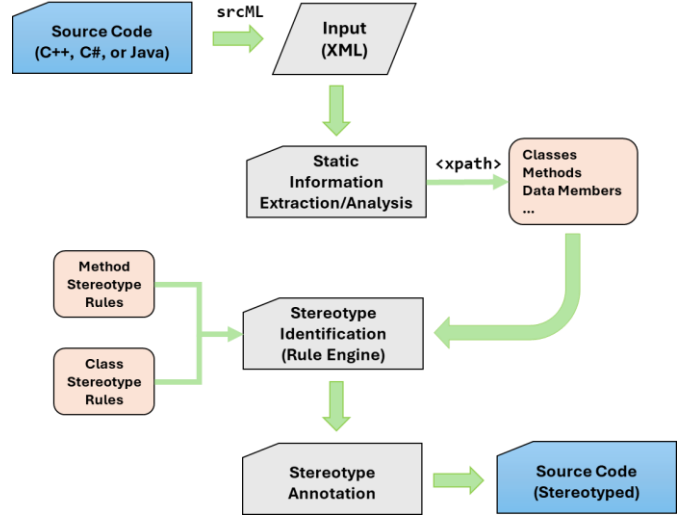 Source Code
(C++, C#, or Java)
srcML
Input
(XML)
Static
Information
Extraction/Analysis
<xpath>
Classes
Methods
Data Members
...
Method
Stereotype
Rules
Stereotype
Identification
(Rule Engine)
Class
Stereotype
Rules
Stereotype
Annotation
Source Code
(Stereotyped)